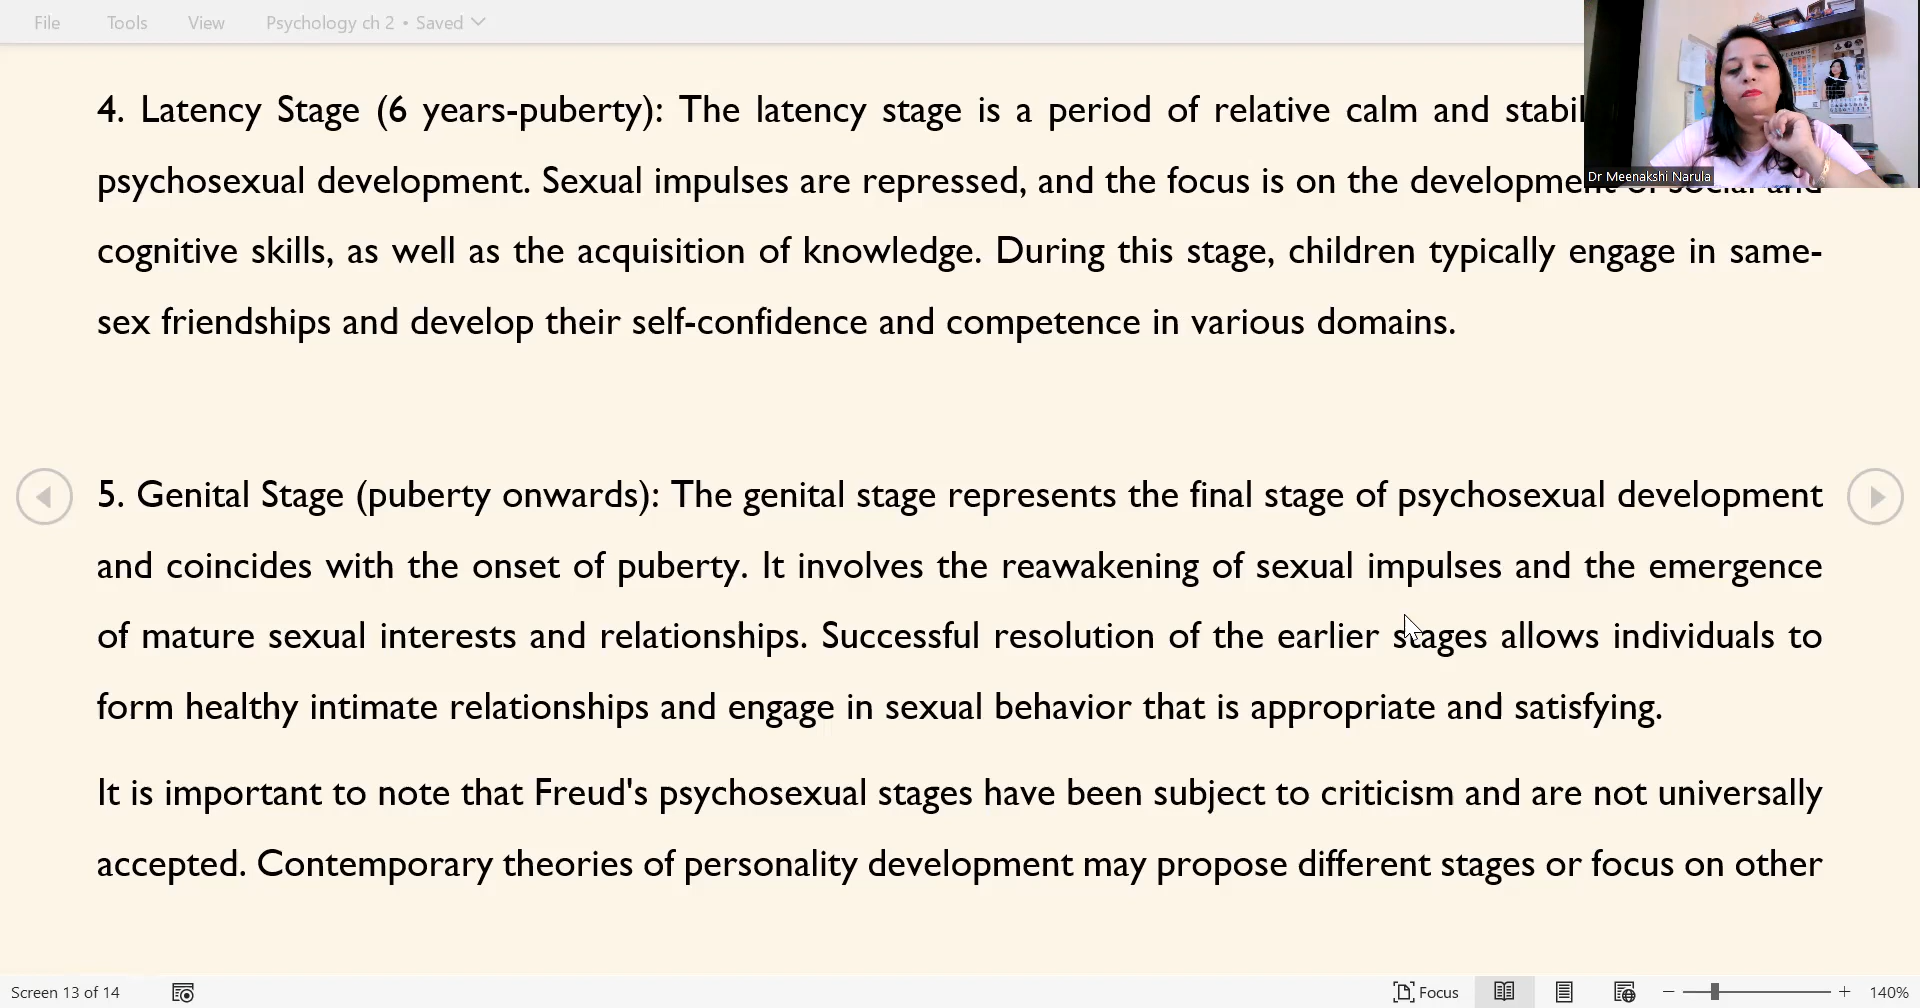 File Tools View Psychology ch 2 • Saved
4. Latency Stage (6 years-puberty): The latency stage is a period of relative calm and
psychosexual development. Sexual impulses are repressed, and the focus is on the
cognitive skills, as well as the acquisition of knowledge. During this stage, children typically engage in same-
sex friendships and develop their self-confidence and competence in various domains.
5. Genital Stage (puberty onwards): The genital stage represents the final stage of psychosexual development
and coincides with the onset of puberty. It involves the reawakening of sexual impulses and the emergence
of mature sexual interests and relationships. Successful resolution of the earlier stages allows individuals to
form healthy intimate relationships and engage in sexual behavior that is appropriate and satisfying.
It is important to note that Freud's psychosexual stages have been subject to criticism and are not universally
accepted. Contemporary theories of personality development may propose different stages or focus on other
Dr Meenakshi Narula
Screen 13 of 14
Focus
140%